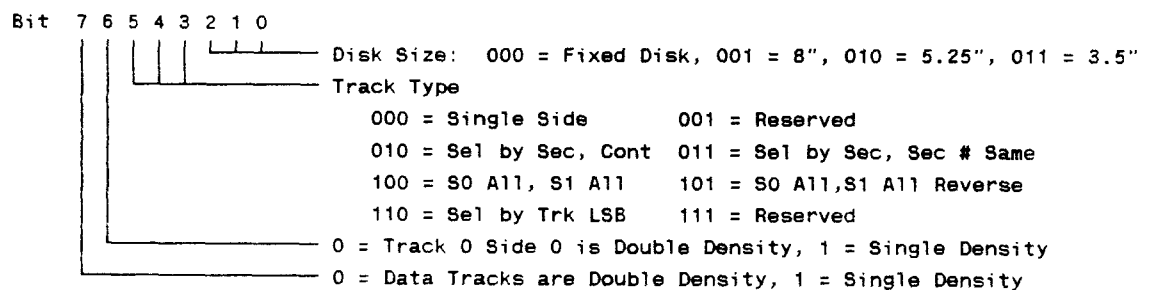 Bit 7 6 5 4 3 2 1 0
Disk Size: 000 = Fixed Disk, 001 = 8", 010 = 5.25", 011 = 3.5"
Track Type
000 = Single Side 001 = Reserved
010 = Sel by Sec, Cont 011 = Sel by Sec, Sec # Same
100 = S0 All, S1 All 101 = S0 All,S1 All Reverse
110 = Sel by Trk LSB 111 = Reserved
0 = Track 0 Side 0 is Double Density, 1 = Single Density
0 = Data Tracks are Double Density, 1 = Single Density